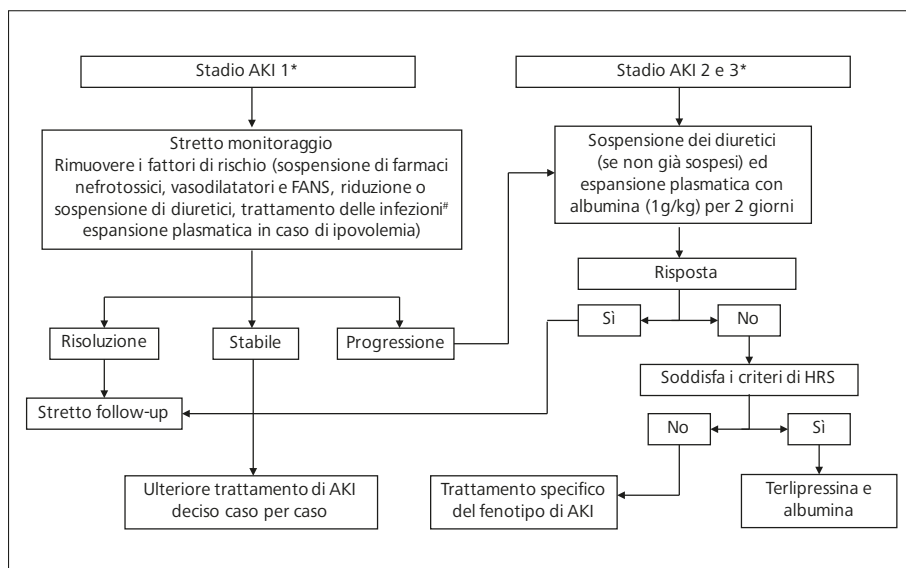 Stadio AKI 1*
Stretto monitoraggio
Rimuovere i fattori di rischio (sospensione di farmaci
nefrotossici, vasodilatatori e FANS, riduzione o
sospensione di diuretici, trattamento delle infezioni#
espansione plasmatica in caso di ipovolemia)
Risoluzione
Stabile
Progressione
Stretto follow-up
Ulteriore trattamento di AKI
deciso caso per caso
Stadio AKI 2 e 3*
Sospensione dei diuretici
(se non già sospesi) ed
espansione plasmatica con
albumina (1g/kg) per 2 giorni
Risposta
Sì
No
Soddisfa i criteri di HRS
No
Sì
Trattamento specifico
del fenotipo di AKI
Terlipressina e
albumina